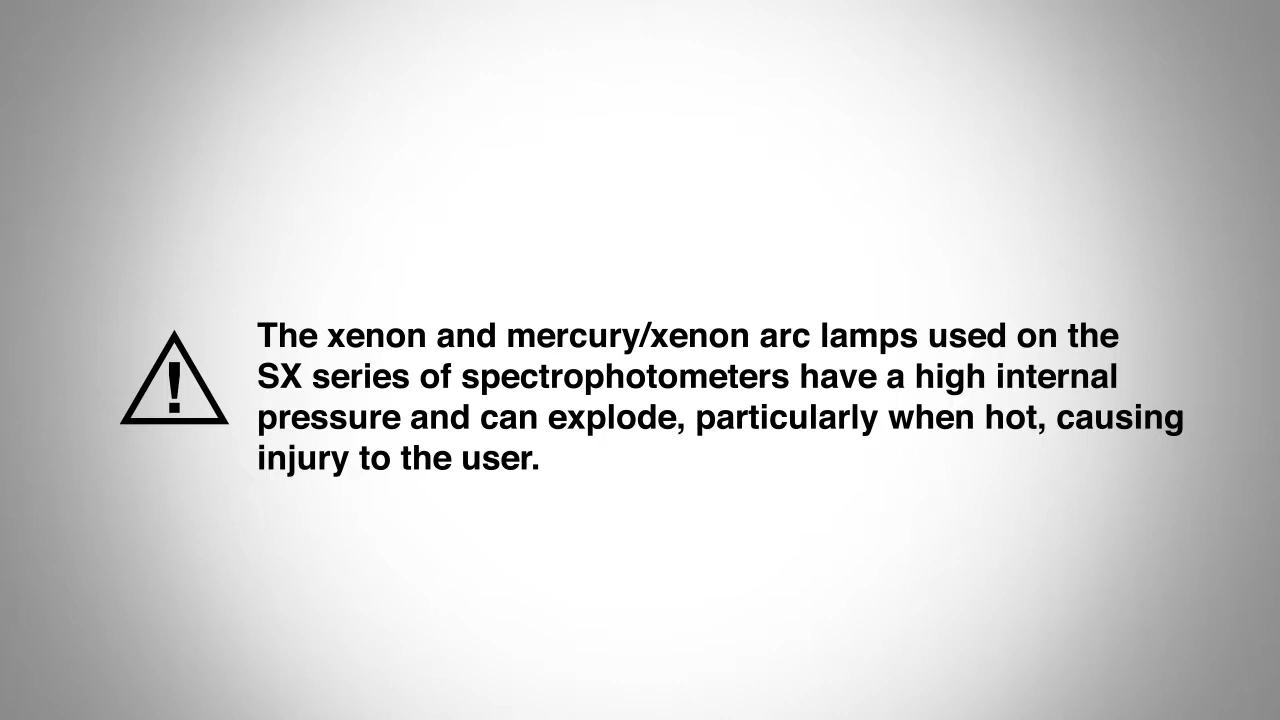 The xenon and mercury/xenon arc lamps used on the
SX series of spectrophotometers have a high internal
pressure and can explode, particularly when hot, causing
injury to the user.